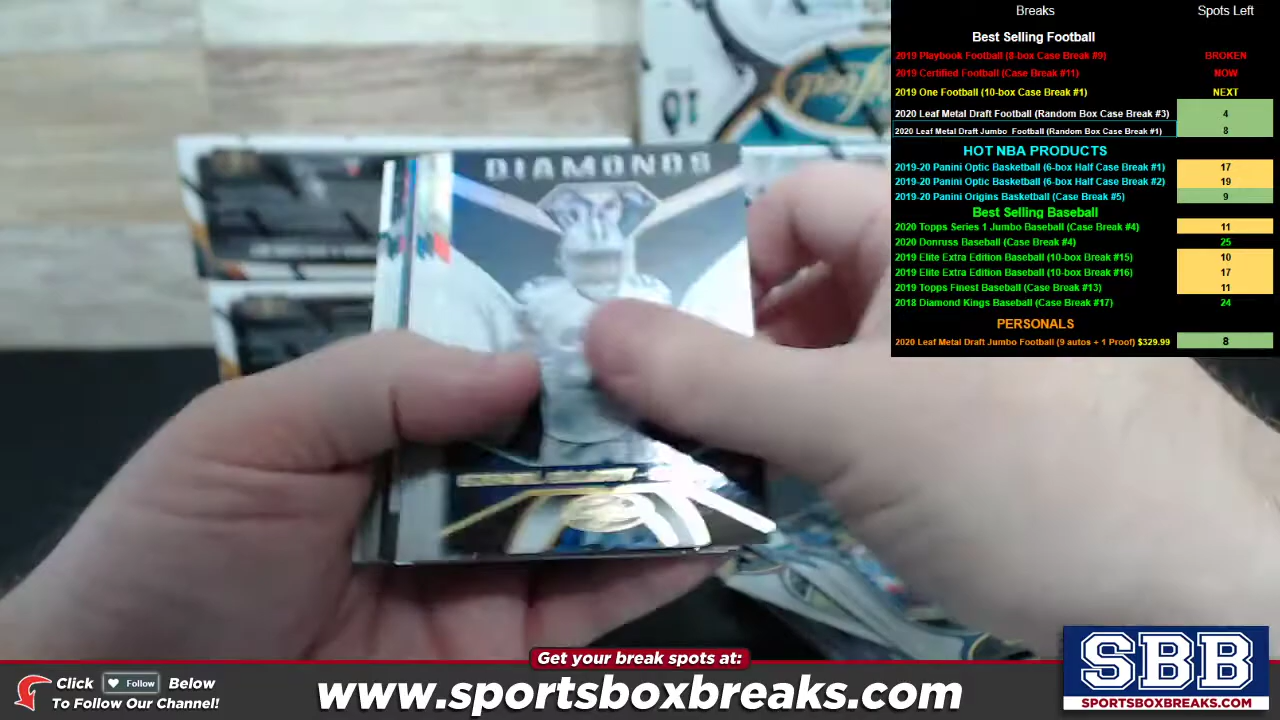 Breaks Spots Left
Best Selling Football
2019 Playbook Football (8-box Case Break #9) BROKEN
2019 Certified Football (Case Break #11) NOW
2019 One Football (10-box Case Break #1) NEXT
2020 Leaf Metal Draft Football (Random Box Case Break #3) 4
2020 Leaf Metal Draft Jumbo Football (Random Box Case Break #1) 8
HOT NBA PRODUCTS
2019-20 Panini Optic Basketball (6-box Half Case Break #1) 17
2019-20 Panini Optic Basketball (6-box Half Case Break #2) 19
2019-20 Panini Origins Basketball (Case Break #5) 9
Best Selling Baseball
2020 Topps Series 1 Jumbo Baseball (Case Break #4) 11
2020 Donruss Baseball (Case Break #4) 25
2019 Elite Extra Edition Baseball (10-box Break #15) 10
2019 Elite Extra Edition Baseball (10-box Break #16) 17
2019 Topps Finest Baseball (Case Break #13) 11
2018 Diamond Kings Baseball (Case Break #17) 24
PERSONALS
2020 Leaf Metal Draft Jumbo Football (9 autos + 1 Proof) $329.99 8
10
DIAMONDS
Get your break spots at:
Click Follow Below
To Follow Our Channel!
www.sportsboxbreaks.com
SBB
SPORTSBOXBREAKS.COM